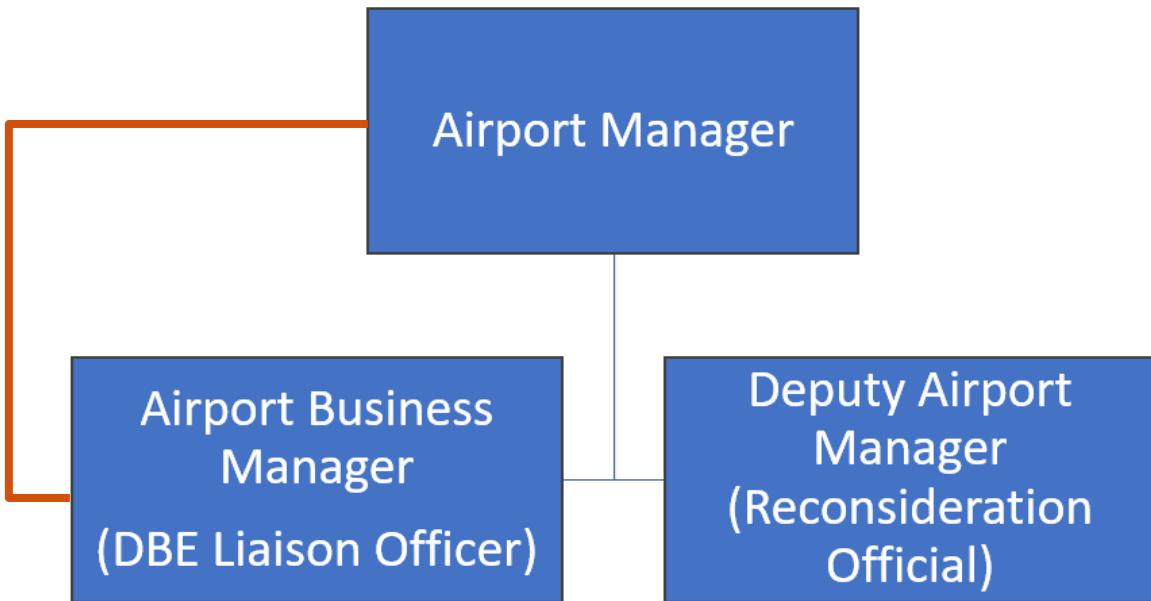 Airport Manager
Airport Business
Manager
(DBE Liaison Officer)
Deputy Airport
Manager
(Reconsideration
Official)